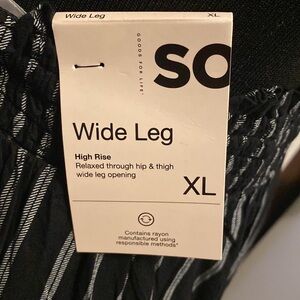 Wide Leg XL
GOODS FOR LIFE™
SO
Wide Leg
High Rise
Relaxed through hip & thigh
wide leg opening
XL
Contains rayon
manufactured using
responsible methods*